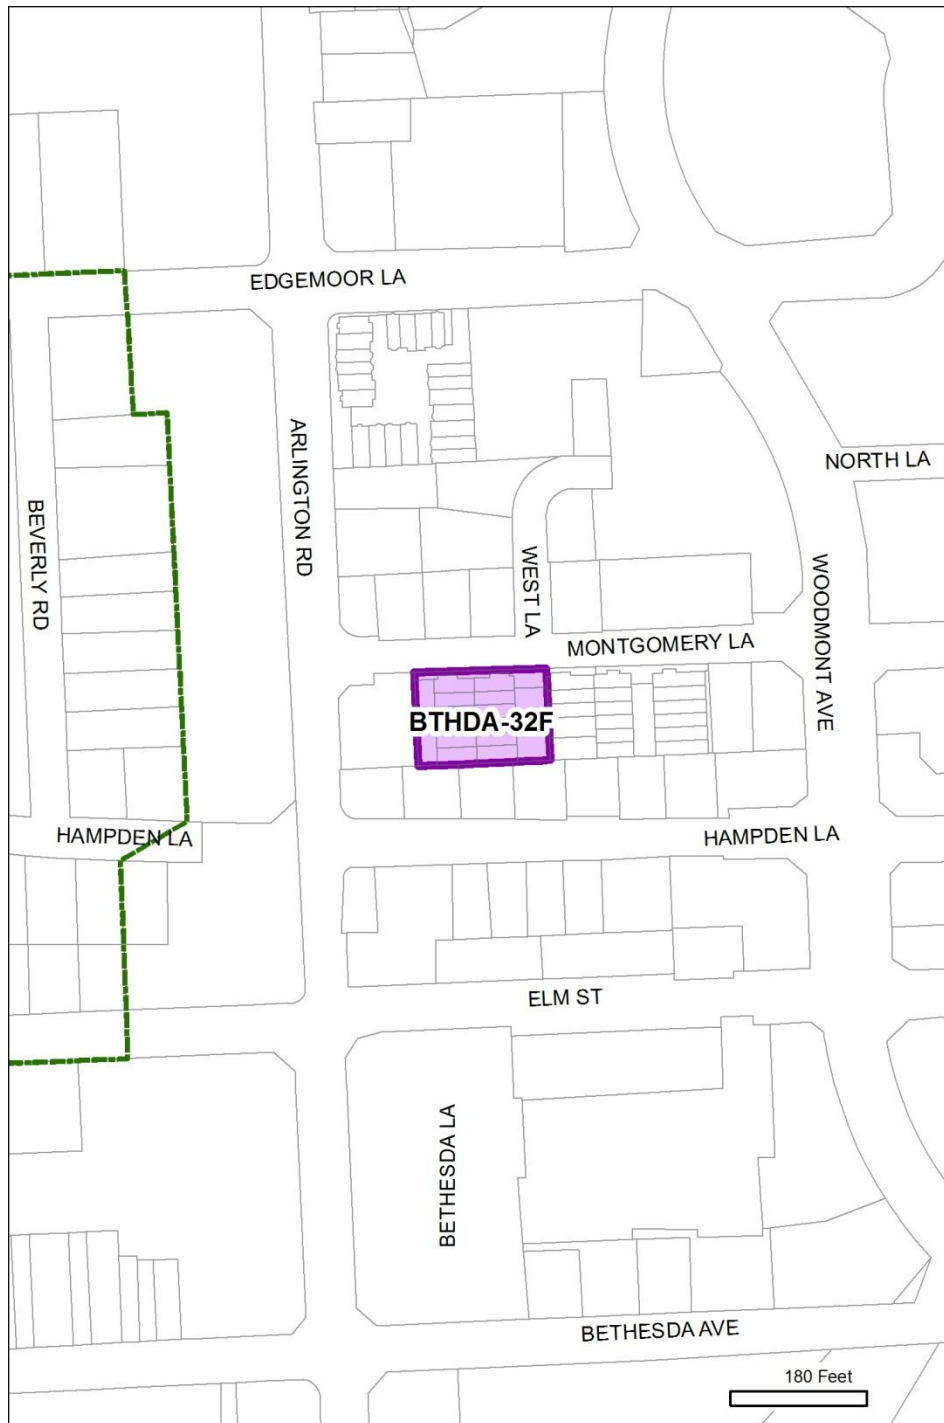 EDGEMOOR LA
ARLINGTON RD
NORTH LA
BEVERLY RD
WEST LA
WOODMONT AVE
MONTGOMERY LA
BTHDA-32F
HAMPDEN LA
HAMPDEN LA
ELM ST
BETHESDA LA
BETHESDA AVE
180 Feet